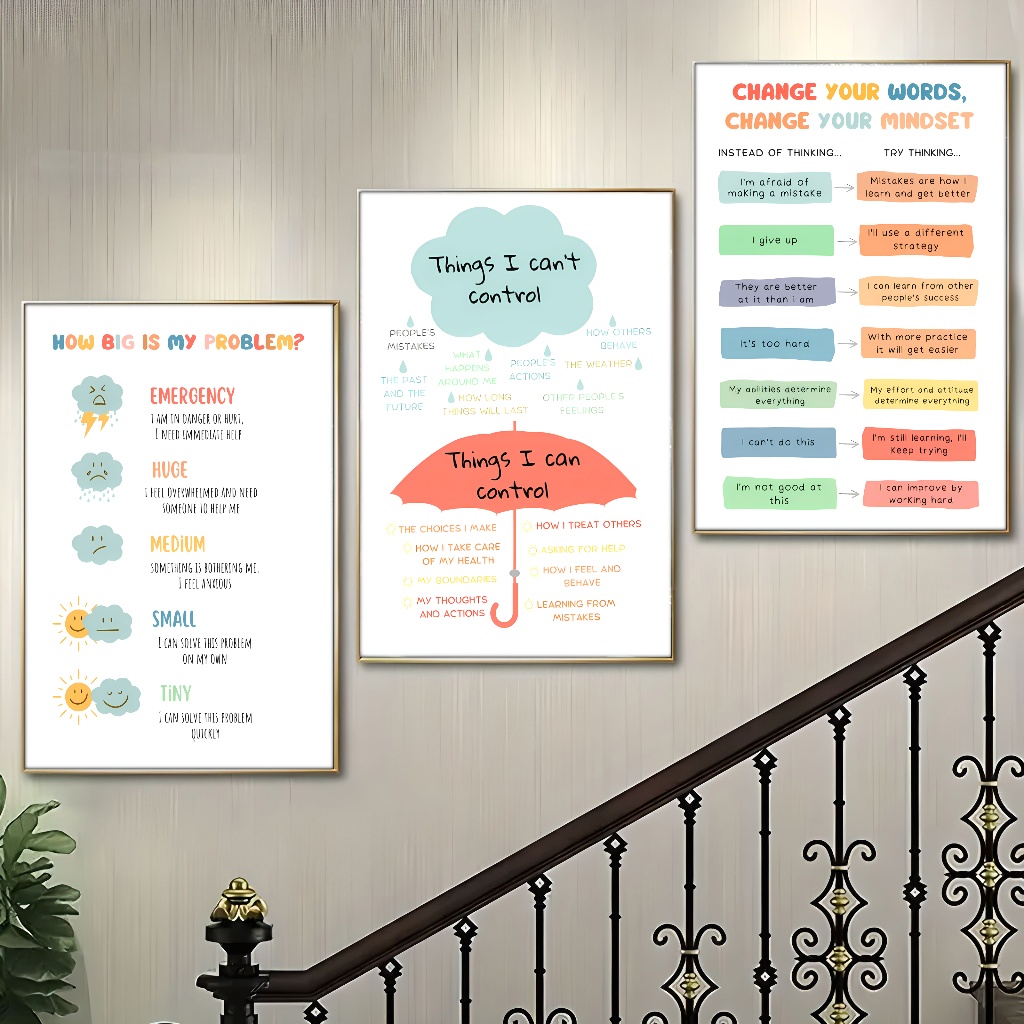 HOW BIG IS MY PROBLEM?
EMERGENCY
I AM IN DANGER OR HURT,
I NEED IMMEDIATE HELP
HUGE
I FEEL OVERWHELMED AND NEED
SOMEONE TO HELP ME
MEDIUM
SOMETHING IS BOTHERING ME,
I FEEL ANXIOUS
SMALL
I CAN SOLVE THIS PROBLEM
ON MY OWN
TINY
I CAN SOLVE THIS PROBLEM
QUICKLY
Things I can't
control
PEOPLE'S
MISTAKES
HOW OTHERS
BEHAVE
WHAT
HAPPENS
AROUND ME
PEOPLE'S
ACTIONS
THE WEATHER
THE PAST
AND THE
FUTURE
HOW LONG
THINGS WILL LAST
OTHER PEOPLE'S
FEELINGS
Things I can
control
THE CHOICES I MAKE
HOW I TAKE CARE
OF MY HEALTH
MY BOUNDARIES
MY THOUGHTS
AND ACTIONS
HOW I TREAT OTHERS
ASKING FOR HELP
HOW I FEEL AND
BEHAVE
LEARNING FROM
MISTAKES
CHANGE YOUR WORDS,
CHANGE YOUR MINDSET
INSTEAD OF THINKING... TRY THINKING...
I'm afraid of
making a mistake
Mistakes are how I
learn and get better
I give up
I'll use a different
strategy
They are better
at it than i am
I can learn from other
people's success
It's too hard
With more practice
it will get easier
My abilities determine
everything
My effort and attitude
determine everything
I can't do this
I'm still learning, I'll
Keep trying
I'm not good at
this
I can improve by
working hard